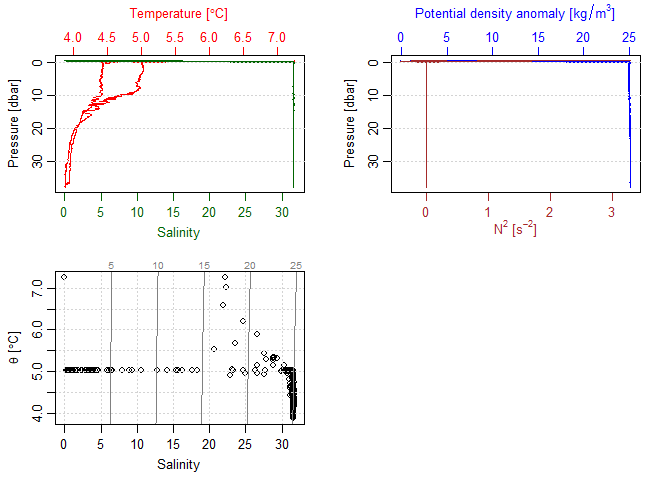 Temperature [°C]
4.0 4.5 5.0 5.5 6.0 6.5 7.0
Pressure [dbar]
0
10
20
30
0 5 10 15 20 25 30
Salinity
Potential density anomaly [kg/m³]
0 5 10 15 20 25
Pressure [dbar]
0
10
20
30
0 1 2 3
N² [s⁻²]
5 10 15 20 25
θ [°C]
7.0
6.0
5.0
4.0
0 5 10 15 20 25 30
Salinity